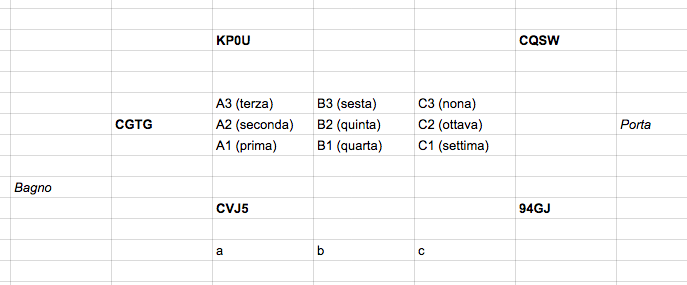 KP0U CQSW
A3 (terza) B3 (sesta) C3 (nona)
CGTG A2 (seconda) B2 (quinta) C2 (ottava) Porta
A1 (prima) B1 (quarta) C1 (settima)
Bagno
CVJ5 94GJ
a b c